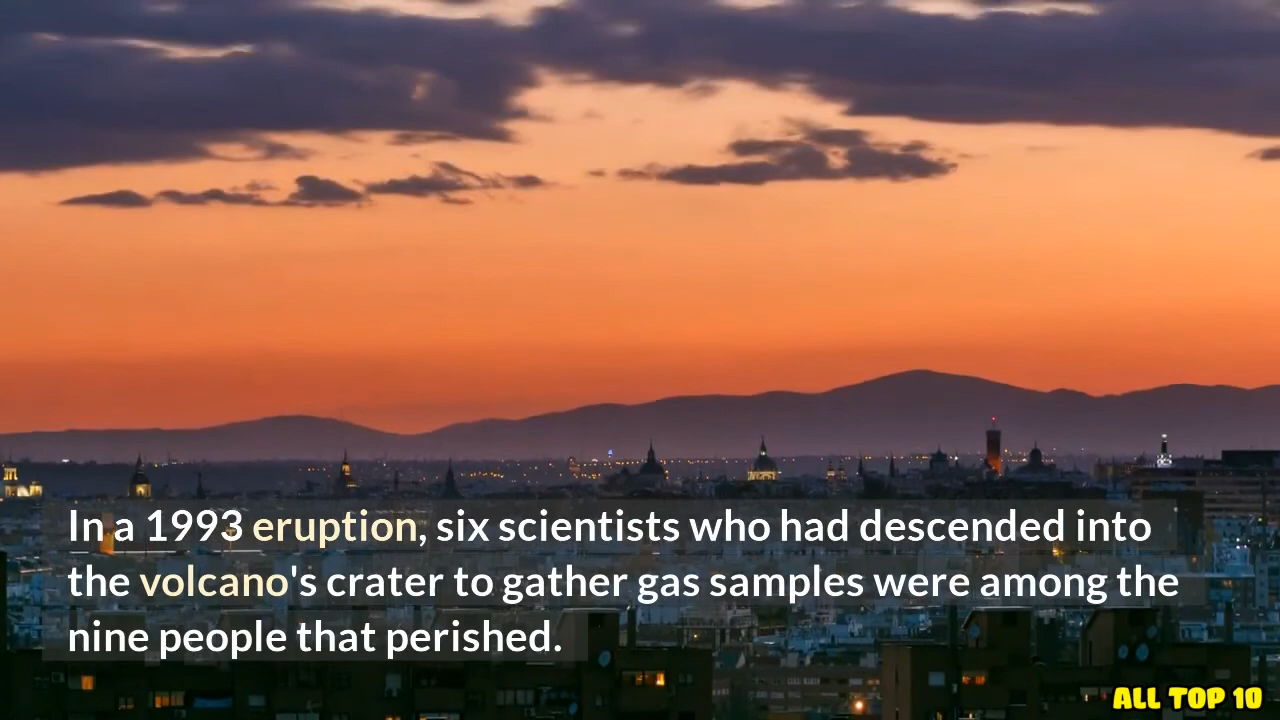 In a 1993 eruption, six scientists who had descended into
the volcano's crater to gather gas samples were among the
nine people that perished.
ALL TOP 10